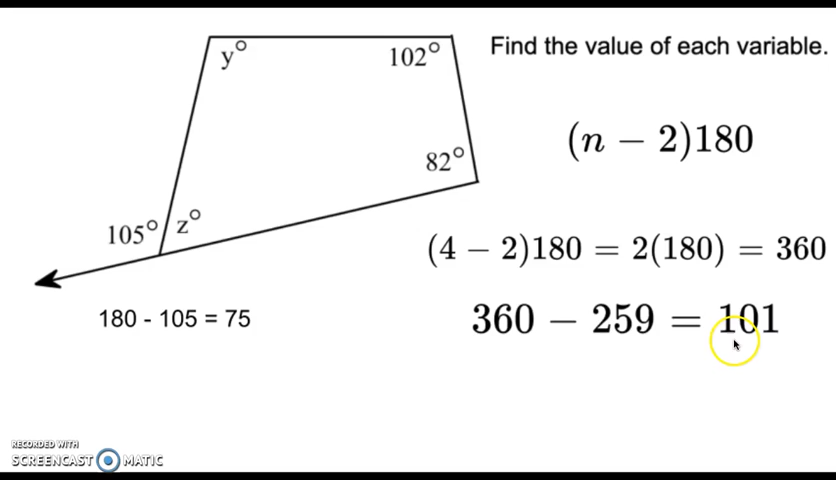 Find the value of each variable.
y°
102°
(n − 2)180
82°
105°
z°
(4 − 2)180 = 2(180) = 360
180 - 105 = 75
360 − 259 = 101
RECORDED WITH
SCREENCAST MATIC